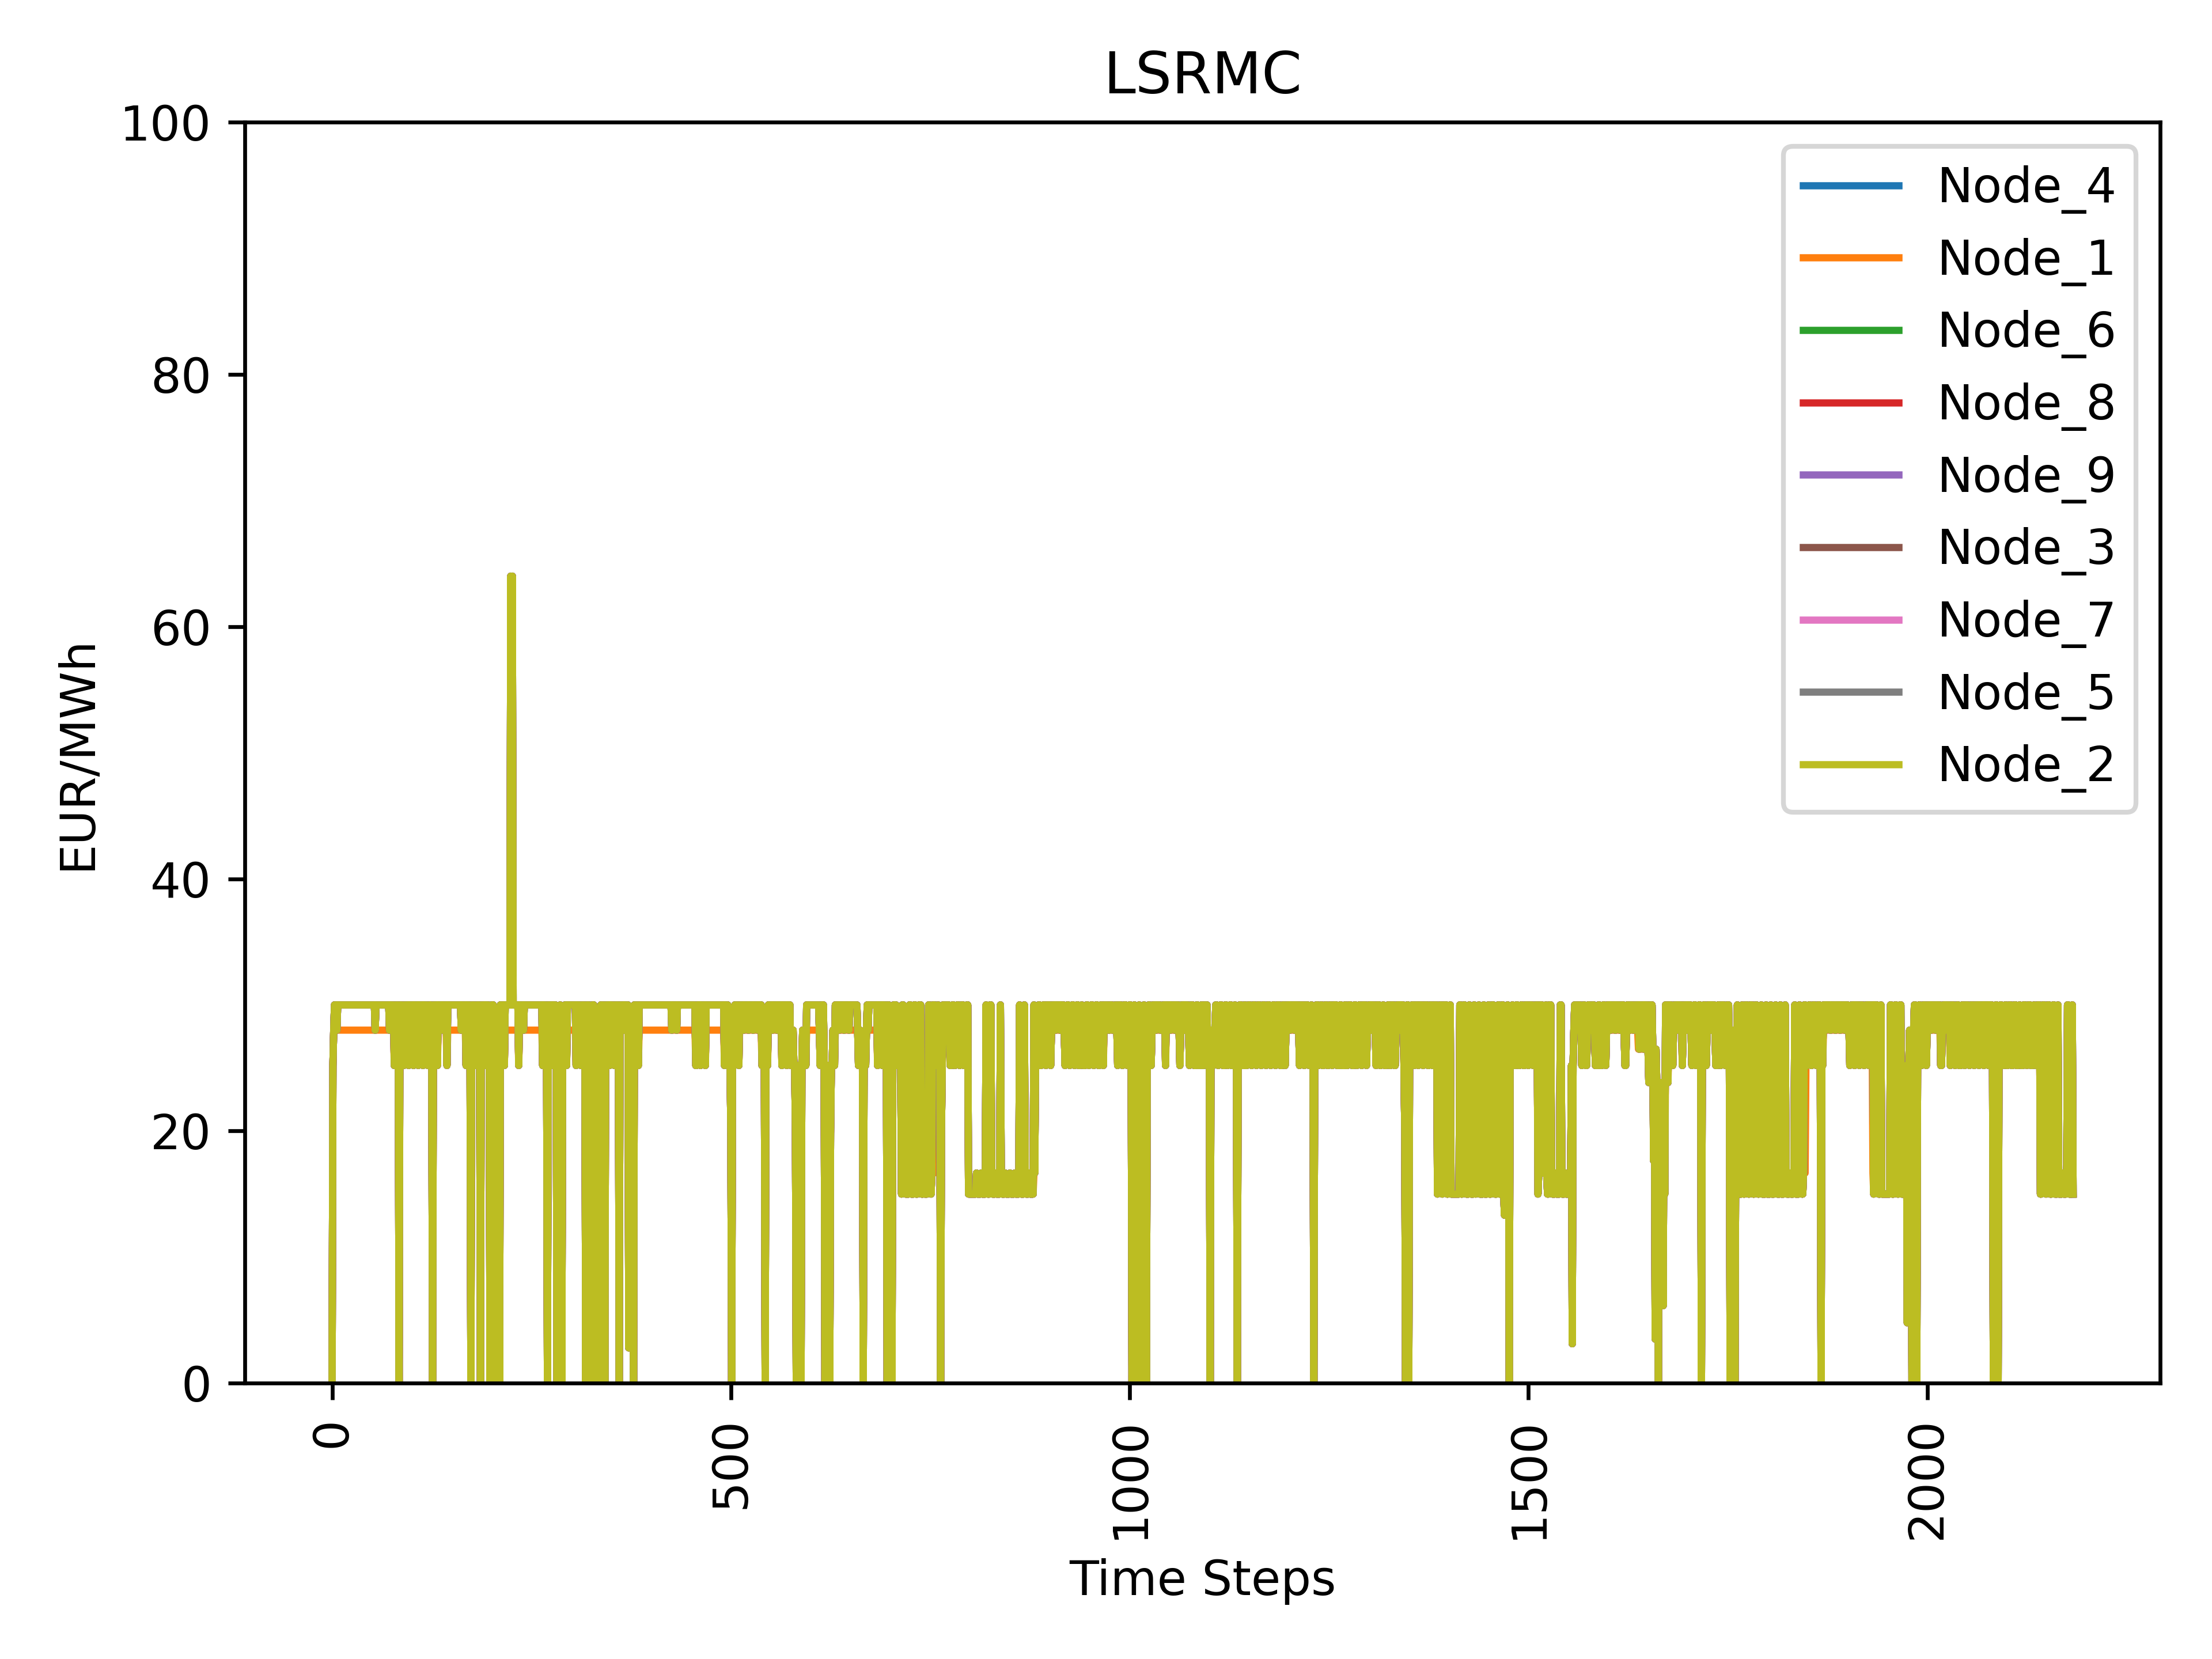 LSRMC
100
80
60
40
20
0
EUR/MWh
Node_4
Node_1
Node_6
Node_8
Node_9
Node_3
Node_7
Node_5
Node_2
0
500
1000
1500
2000
Time Steps